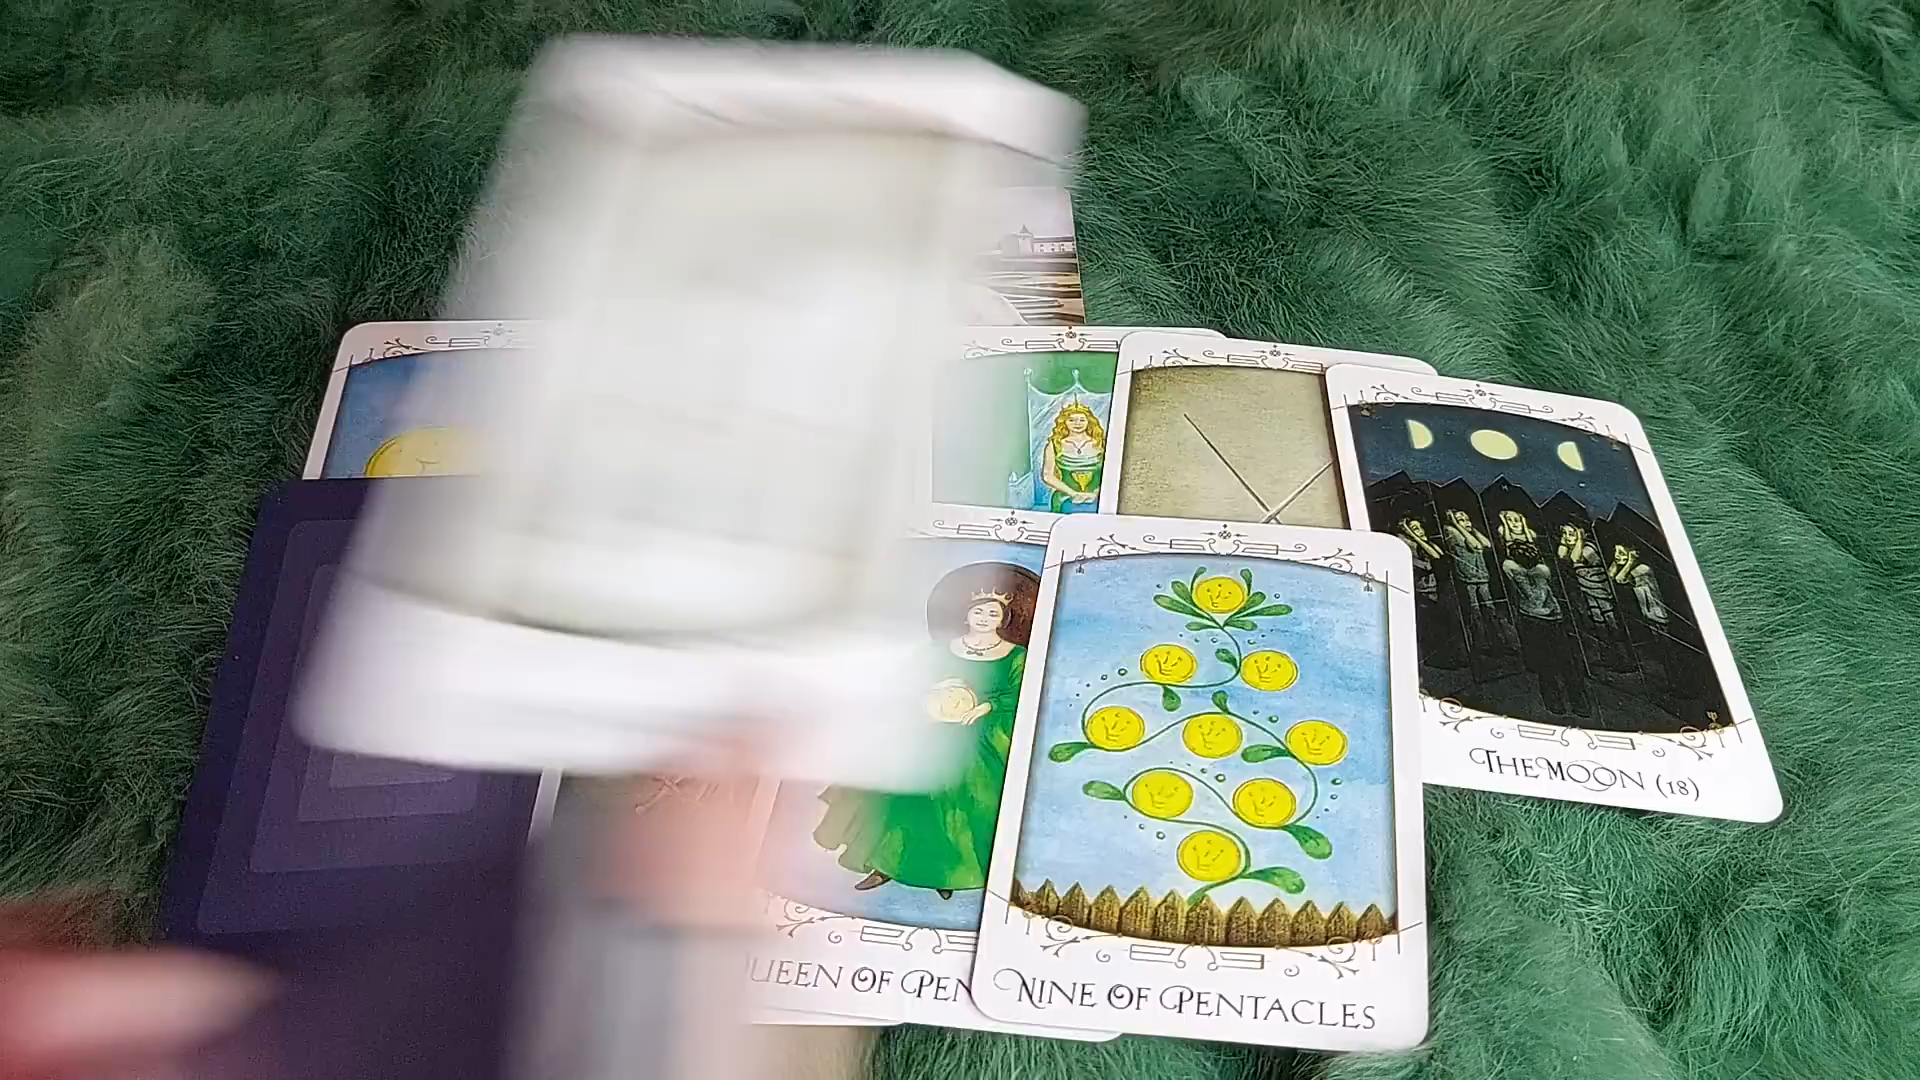 THE MOON (18)
UEEN OF PEN
NINE OF PENTACLES